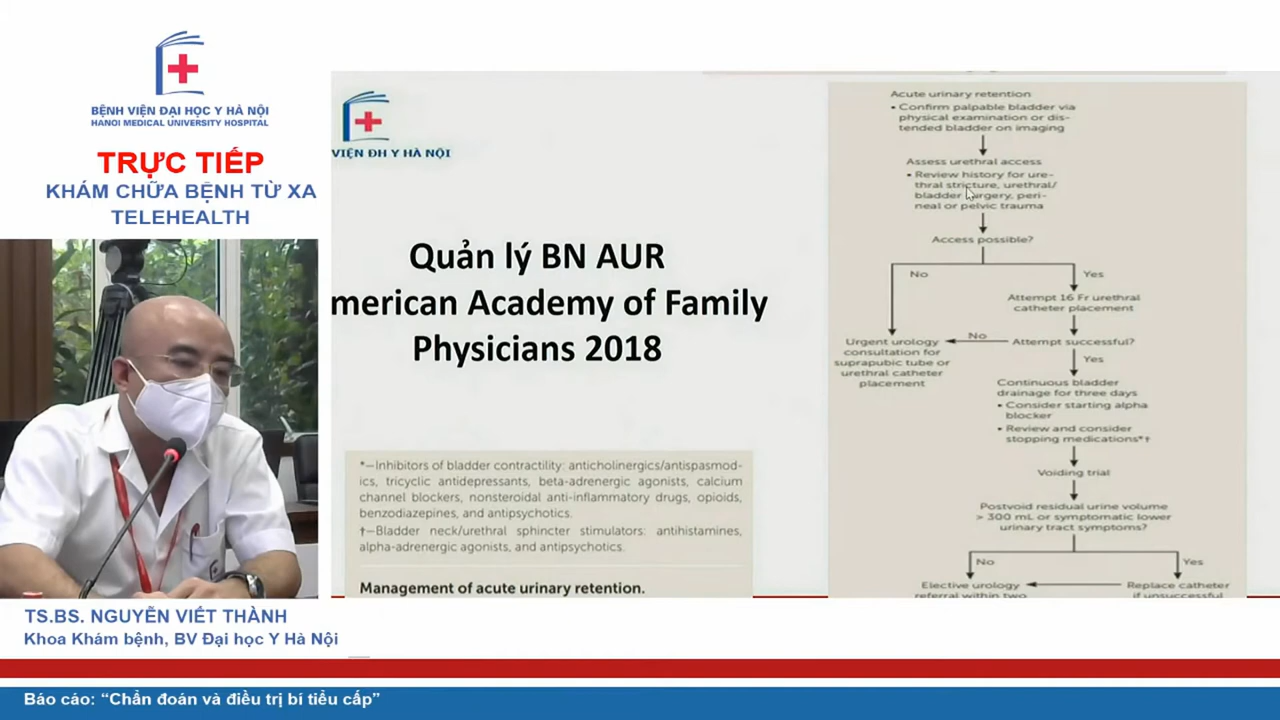 BỆNH VIỆN ĐẠI HỌC Y HÀ NỘI
HANOI MEDICAL UNIVERSITY HOSPITAL
TRỰC TIẾP
KHÁM CHỮA BỆNH TỪ XA
TELEHEALTH
VIỆN ĐH Y HÀ NỘI
Quản lý BN AUR
merican Academy of Family
Physicians 2018
*—Inhibitors of bladder contractility: anticholinergics/antispasmod-
ics, tricyclic antidepressants, beta-adrenergic agonists, calcium
channel blockers, nonsteroidal anti-inflammatory drugs, opioids,
benzodiazepines, and antipsychotics.
†—Bladder neck/urethral sphincter stimulators: antihistamines,
alpha-adrenergic agonists, and antipsychotics.
Management of acute urinary retention.
Acute urinary retention
• Confirm palpable bladder via
physical examination or dis-
tended bladder on imaging
Assess urethral access
• Review history for ure-
thral stricture, urethral/
bladder surgery, peri-
neal or pelvic trauma
Access possible?
No
Yes
Attempt 16 Fr urethral
catheter placement
Urgent urology
consultation for
suprapubic tube or
urethral catheter
placement
No
Attempt successful?
Yes
Continuous bladder
drainage for three days
• Consider starting alpha
blocker
• Review and consider
stopping medications*†
Voiding trial
Postvoid residual urine volume
> 300 mL or symptomatic lower
urinary tract symptoms?
No
Yes
Elective urology
referral within two
Replace catheter
if unsuccessful
TS.BS. NGUYỄN VIẾT THÀNH
Khoa Khám bệnh, BV Đại học Y Hà Nội
Báo cáo: “Chẩn đoán và điều trị bí tiểu cấp”